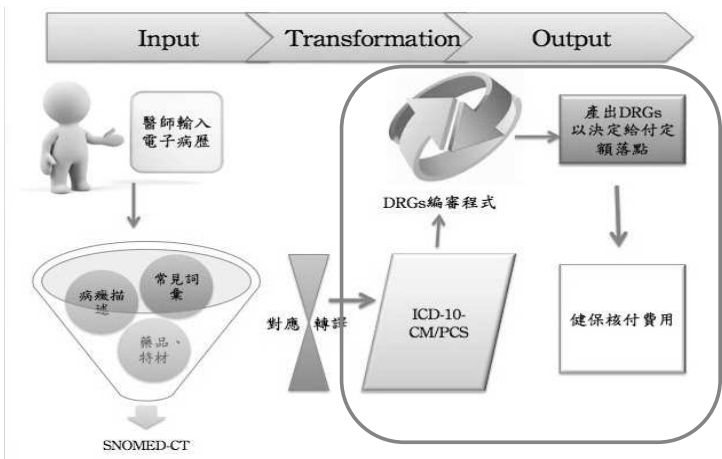 Input
Transformation
Output
醫師輸入
電子病歷
病癥描
述
常見詞
彙
藥品、
特材
SNOMED-CT
對應
轉譯
ICD-10-
CM/PCS
DRGs編審程式
產出DRGs
以決定給付定
額落點
健保核付費用